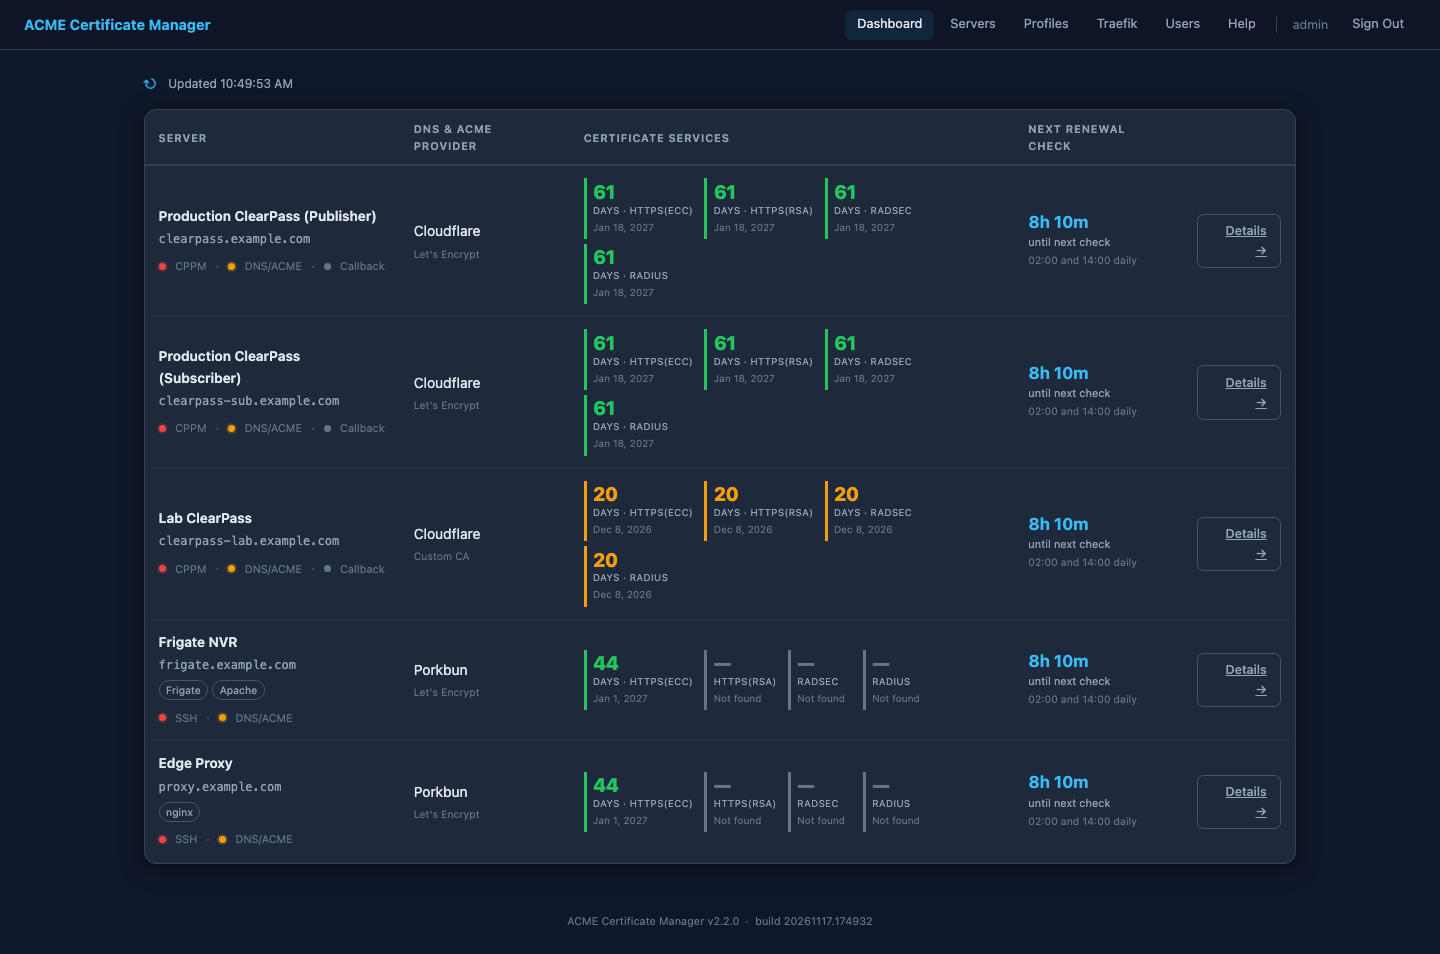 ACME Certificate Manager
Dashboard Servers Profiles Traefik Users Help admin Sign Out
Updated 10:49:53 AM
SERVER
DNS & ACME
PROVIDER
CERTIFICATE SERVICES
NEXT RENEWAL
CHECK
Production ClearPass (Publisher)
clearpass.example.com
CPPM · DNS/ACME · Callback
Cloudflare
Let's Encrypt
61 61 61
DAYS · HTTPS(ECC) DAYS · HTTPS(RSA) DAYS · RADSEC
Jan 18, 2027 Jan 18, 2027 Jan 18, 2027
61
DAYS · RADIUS
Jan 18, 2027
8h 10m
until next check
02:00 and 14:00 daily
Details
→
Production ClearPass
(Subscriber)
clearpass-sub.example.com
CPPM · DNS/ACME · Callback
Cloudflare
Let's Encrypt
61 61 61
DAYS · HTTPS(ECC) DAYS · HTTPS(RSA) DAYS · RADSEC
Jan 18, 2027 Jan 18, 2027 Jan 18, 2027
61
DAYS · RADIUS
Jan 18, 2027
8h 10m
until next check
02:00 and 14:00 daily
Details
→
Lab ClearPass
clearpass-lab.example.com
CPPM · DNS/ACME · Callback
Cloudflare
Custom CA
20 20 20
DAYS · HTTPS(ECC) DAYS · HTTPS(RSA) DAYS · RADSEC
Dec 8, 2026 Dec 8, 2026 Dec 8, 2026
20
DAYS · RADIUS
Dec 8, 2026
8h 10m
until next check
02:00 and 14:00 daily
Details
→
Frigate NVR
frigate.example.com
Frigate Apache
SSH · DNS/ACME
Porkbun
Let's Encrypt
44 — — —
DAYS · HTTPS(ECC) HTTPS(RSA) RADSEC RADIUS
Jan 1, 2027 Not found Not found Not found
8h 10m
until next check
02:00 and 14:00 daily
Details
→
Edge Proxy
proxy.example.com
nginx
SSH · DNS/ACME
Porkbun
Let's Encrypt
44 — — —
DAYS · HTTPS(ECC) HTTPS(RSA) RADSEC RADIUS
Jan 1, 2027 Not found Not found Not found
8h 10m
until next check
02:00 and 14:00 daily
Details
→
ACME Certificate Manager v2.2.0 · build 20261117.174932